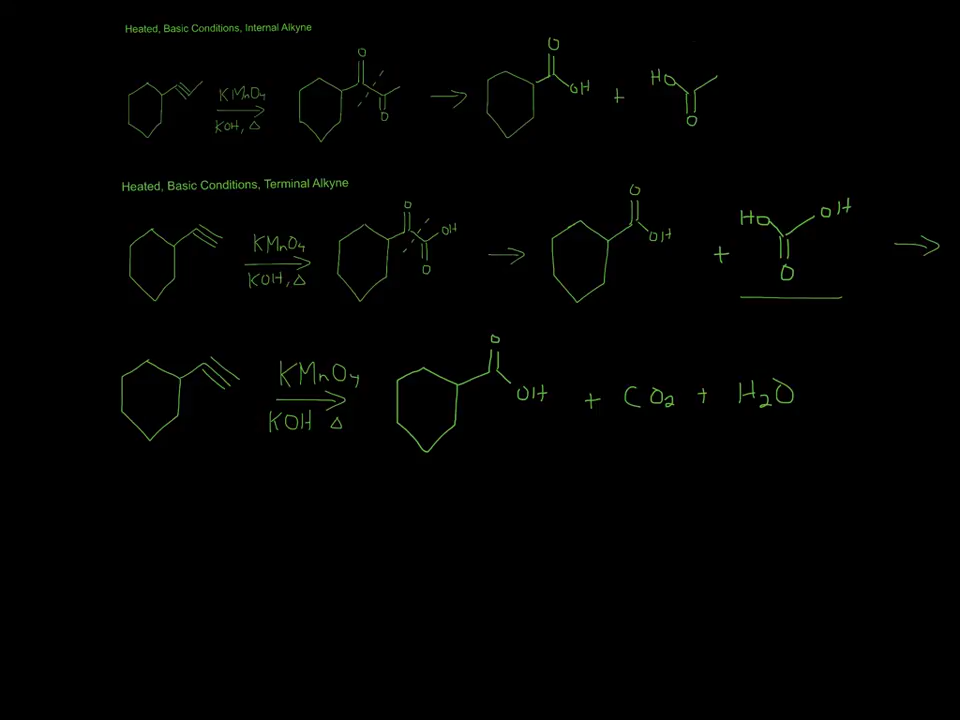 Heated, Basic Conditions, Internal Alkyne
KMnO4 O O O OH + HO O
KOH, Δ
Heated, Basic Conditions, Terminal Alkyne
KMnO4 O OH O O OH + HO OH O
KOH, Δ
KMnO4 O OH + CO2 + H2O
KOH Δ